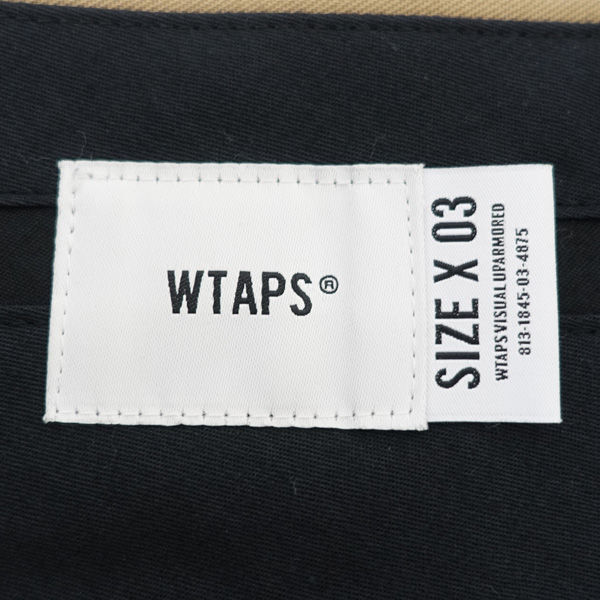 WTAPS®
SIZE X 03
WTAPS VISUAL UPARMORED
813-1845-03-4875